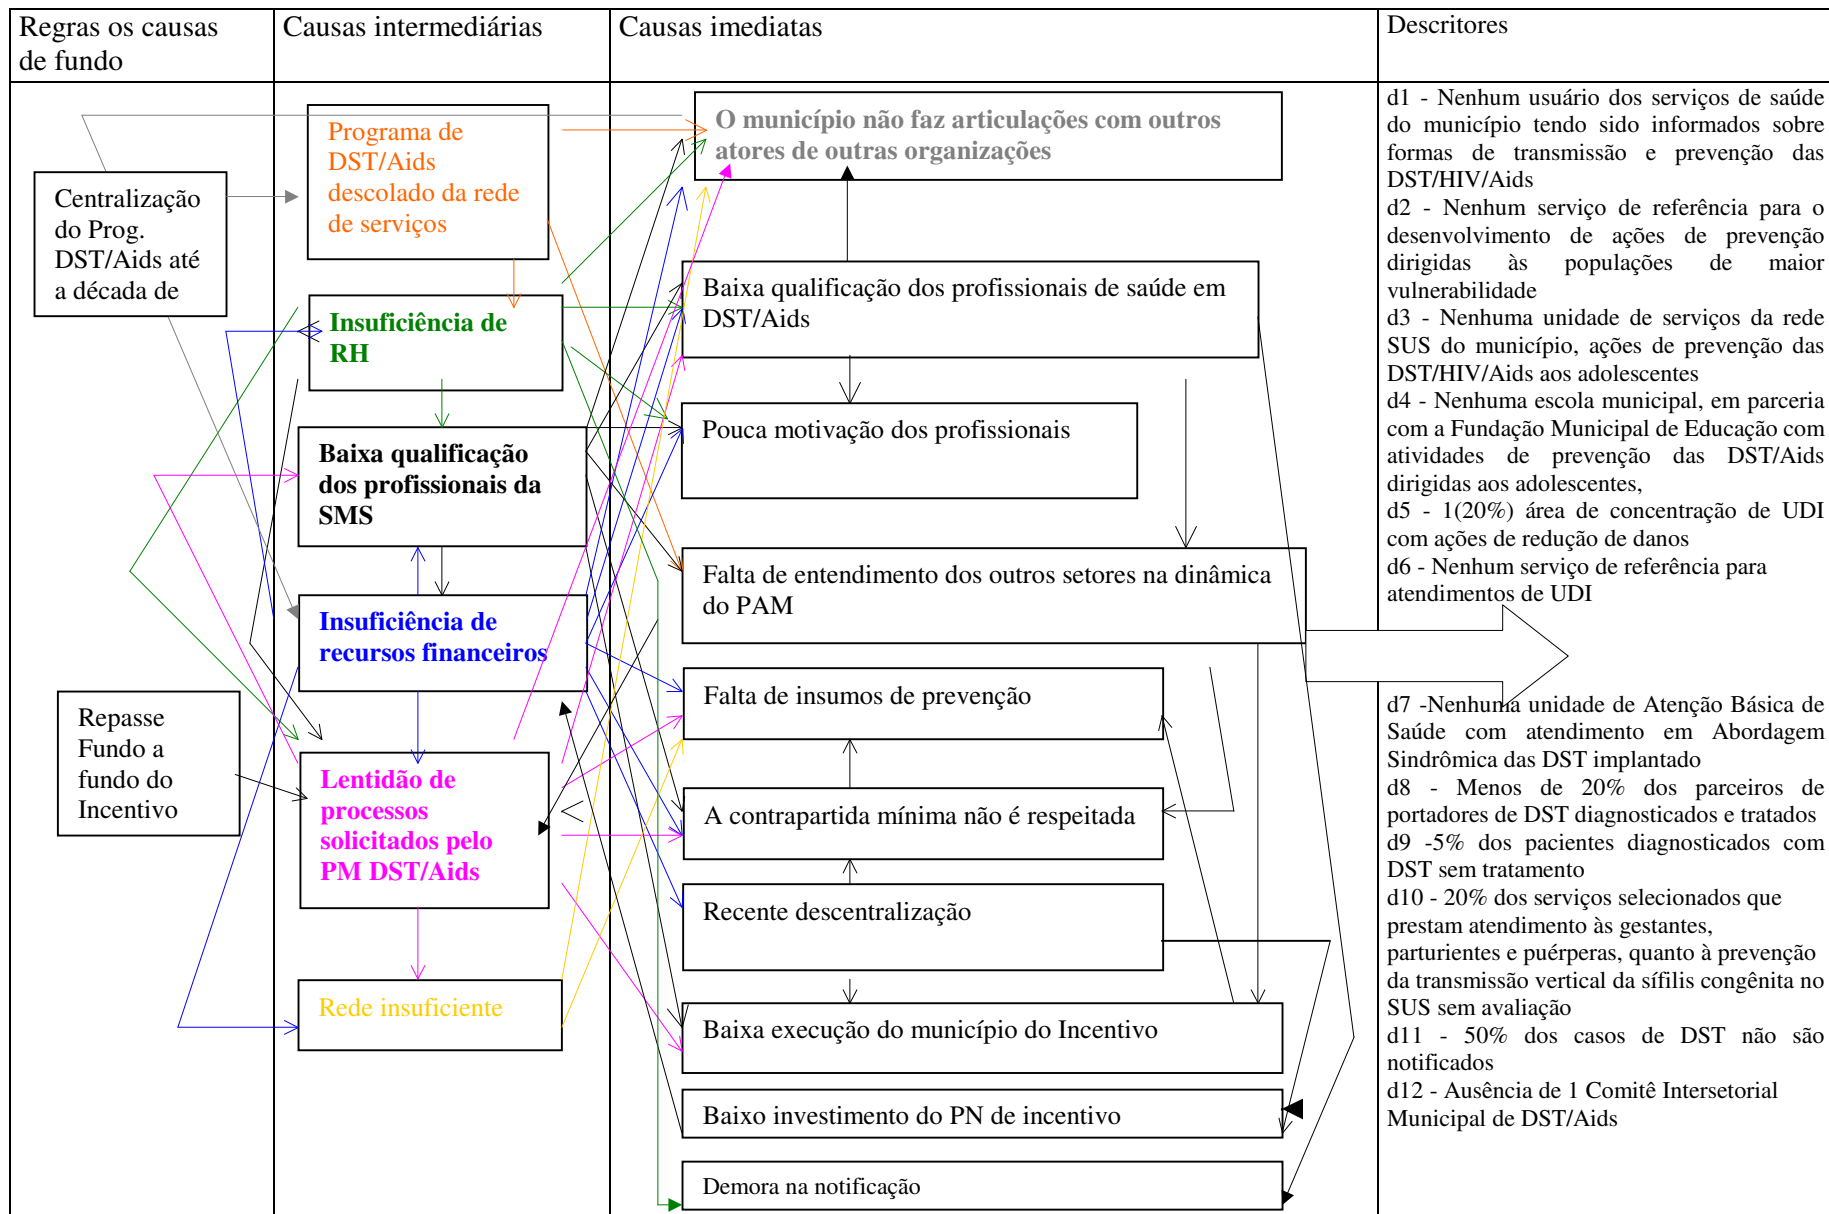 Regras os causas
de fundo
Causas intermediárias
Causas imediatas
Descritores
Centralização
do Prog.
DST/Aids até
a década de
Repasse
Fundo a
fundo do
Incentivo
Programa de
DST/Aids
descolado da rede
de serviços
Insuficiência de
RH
Baixa qualificação
dos profissionais da
SMS
Insuficiência de
recursos financeiros
Lentidão de
processos
solicitados pelo
PM DST/Aids
Rede insuficiente
O município não faz articulações com outros
atores de outras organizações
Baixa qualificação dos profissionais de saúde em
DST/Aids
Pouca motivação dos profissionais
Falta de entendimento dos outros setores na dinâmica
do PAM
Falta de insumos de prevenção
A contrapartida mínima não é respeitada
Recente descentralização
Baixa execução do município do Incentivo
Baixo investimento do PN de incentivo
Demora na notificação
d1 - Nenhum usuário dos serviços de saúde
do município tendo sido informados sobre
formas de transmissão e prevenção das
DST/HIV/Aids
d2 - Nenhum serviço de referência para o
desenvolvimento de ações de prevenção
dirigidas às populações de maior
vulnerabilidade
d3 - Nenhuma unidade de serviços da rede
SUS do município, ações de prevenção das
DST/HIV/Aids aos adolescentes
d4 - Nenhuma escola municipal, em parceria
com a Fundação Municipal de Educação com
atividades de prevenção das DST/Aids
dirigidas aos adolescentes,
d5 - 1(20%) área de concentração de UDI
com ações de redução de danos
d6 - Nenhum serviço de referência para
atendimentos de UDI
d7 -Nenhuma unidade de Atenção Básica de
Saúde com atendimento em Abordagem
Sindrômica das DST implantado
d8 - Menos de 20% dos parceiros de
portadores de DST diagnosticados e tratados
d9 -5% dos pacientes diagnosticados com
DST sem tratamento
d10 - 20% dos serviços selecionados que
prestam atendimento às gestantes,
parturientes e puérperas, quanto à prevenção
da transmissão vertical da sífilis congênita no
SUS sem avaliação
d11 - 50% dos casos de DST não são
notificados
d12 - Ausência de 1 Comitê Intersetorial
Municipal de DST/Aids